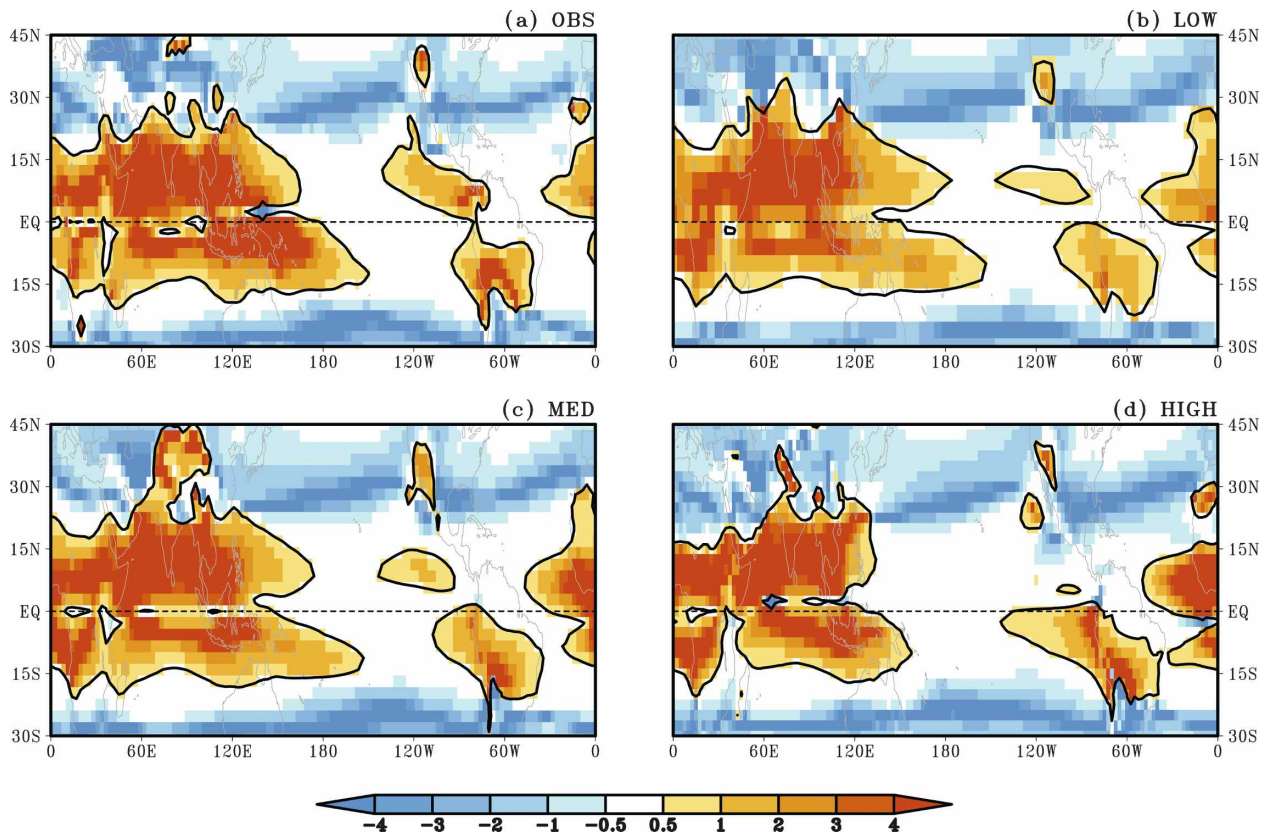 (a) OBS
(b) LOW
45N
30N
15N
EQ
15S
30S
45N
30N
15N
EQ
15S
30S
0 60E 120E 180 120W 60W 0
0 60E 120E 180 120W 60W 0
(c) MED
(d) HIGH
45N
30N
15N
EQ
15S
30S
45N
30N
15N
EQ
15S
30S
0 60E 120E 180 120W 60W 0
0 60E 120E 180 120W 60W 0
-4 -3 -2 -1 -0.5 0.5 1 2 3 4